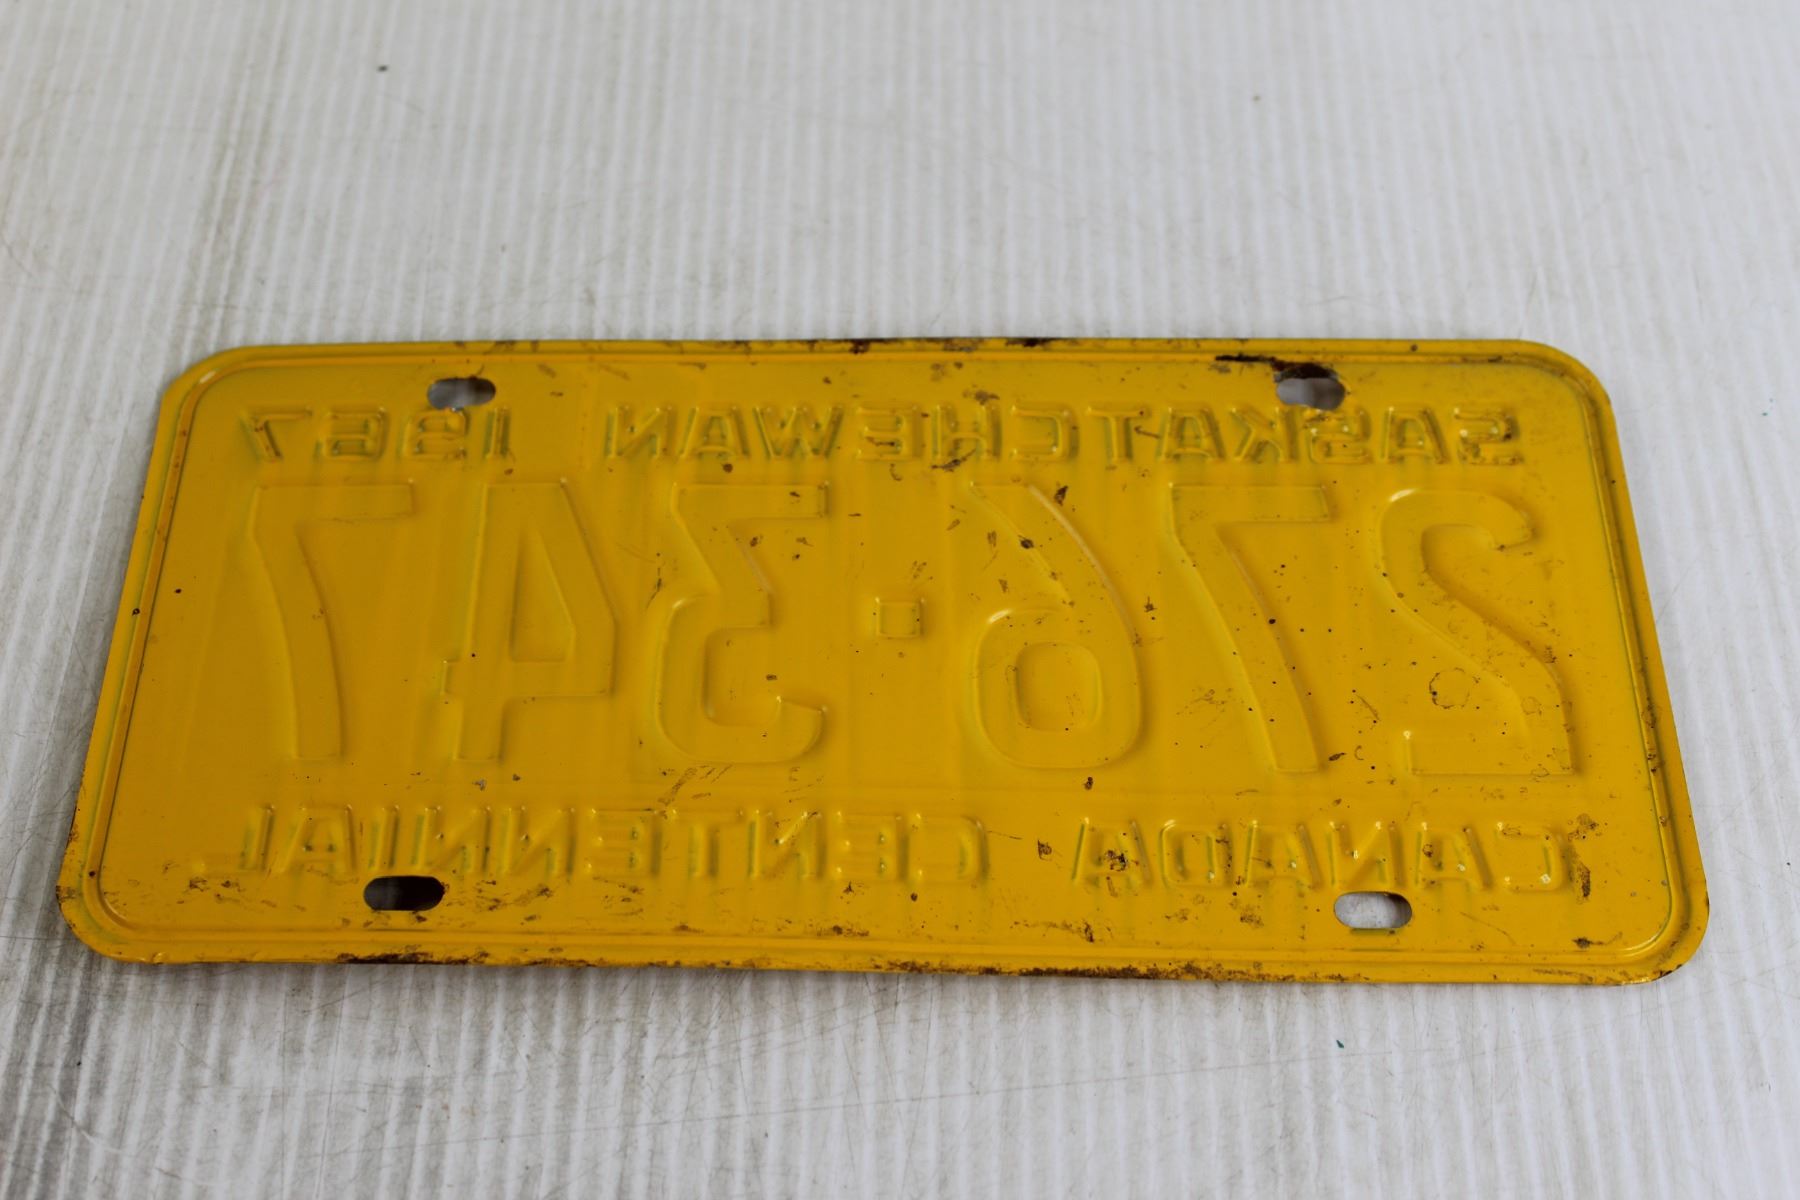 SASKATCHEWAN 1967
276·347
CANADA CENTENNIAL